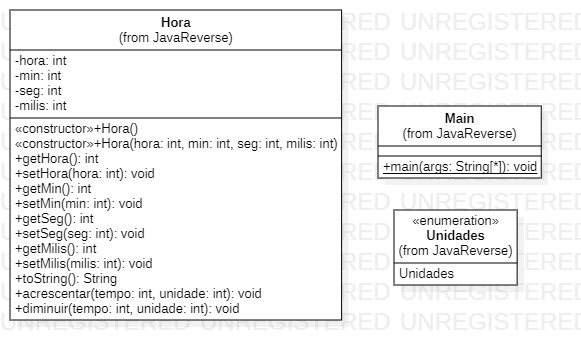 Hora
(from JavaReverse)
-hora: int
-min: int
-seg: int
-milis: int
«constructor»+Hora()
«constructor»+Hora(hora: int, min: int, seg: int, milis: int)
+getHora(): int
+setHora(hora: int): void
+getMin(): int
+setMin(min: int): void
+getSeg(): int
+setSeg(seg: int): void
+getMilis(): int
+setMilis(milis: int): void
+toString(): String
+acrescentar(tempo: int, unidade: int): void
+diminuir(tempo: int, unidade: int): void
Main
(from JavaReverse)
+main(args: String[*]): void
«enumeration»
Unidades
(from JavaReverse)
Unidades
RED UNREGISTERED
RED UNREGISTERED
RED UNREGISTERED
UNREGISTERED UNREGISTERED UNREGISTERED